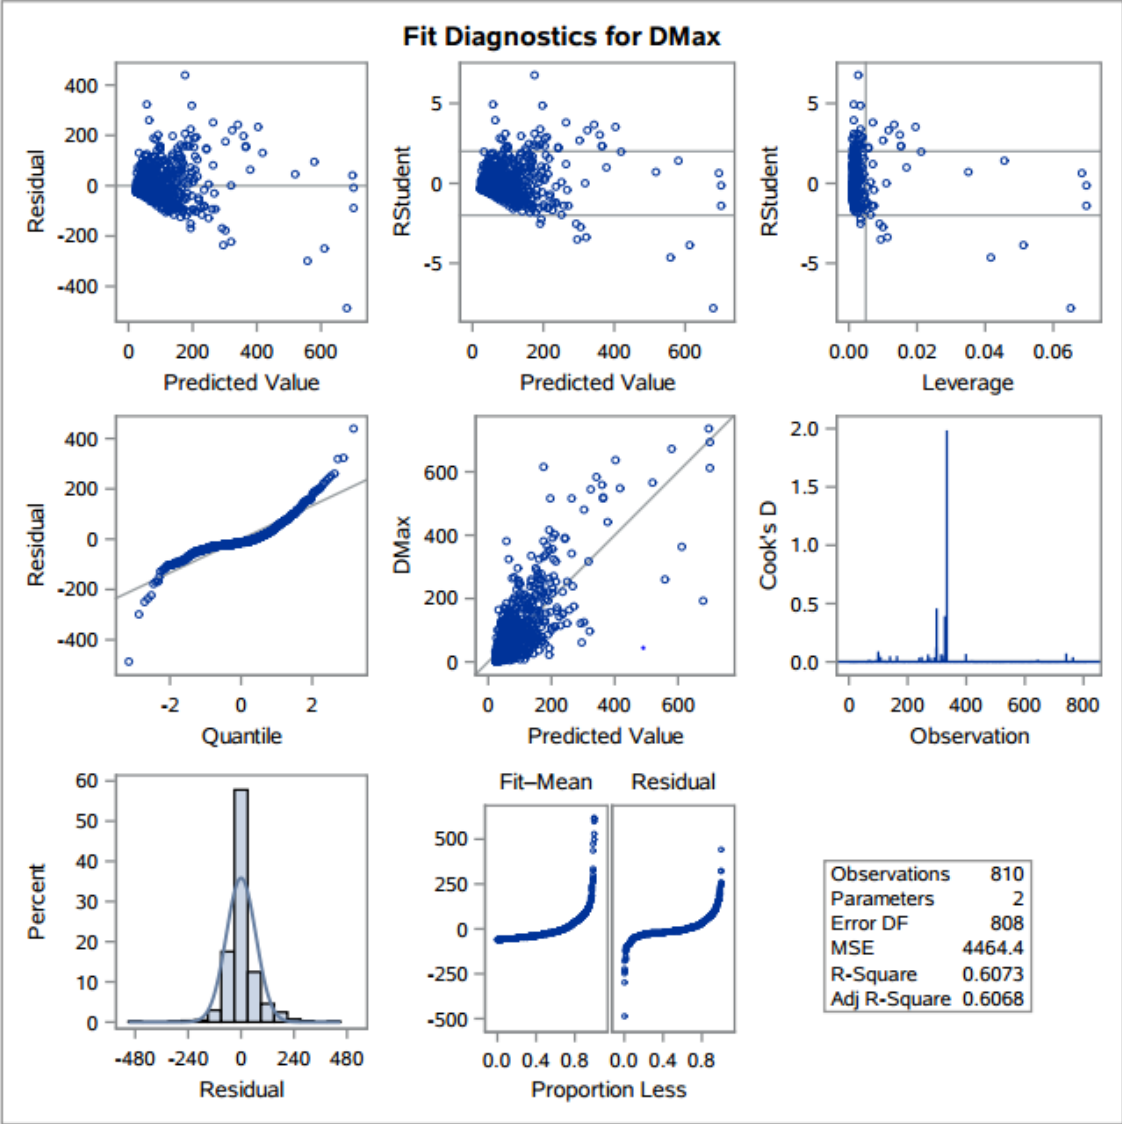 Fit Diagnostics for DMax
400
200
0
-200
-400
Residual
0 200 400 600
Predicted Value
5
0
-5
RStudent
0 200 400 600
Predicted Value
5
0
-5
RStudent
0.00 0.02 0.04 0.06
Leverage
400
200
0
-200
-400
Residual
-2 0 2
Quantile
600
400
200
0
DMax
0 200 400 600
Predicted Value
2.0
1.5
1.0
0.5
0.0
Cook's D
0 200 400 600 800
Observation
60
50
40
30
20
10
0
Percent
-480 -240 0 240 480
Residual
Fit–Mean Residual
500
250
0
-250
-500
0.0 0.4 0.8 0.0 0.4 0.8
Proportion Less
Observations 810
Parameters 2
Error DF 808
MSE 4464.4
R-Square 0.6073
Adj R-Square 0.6068